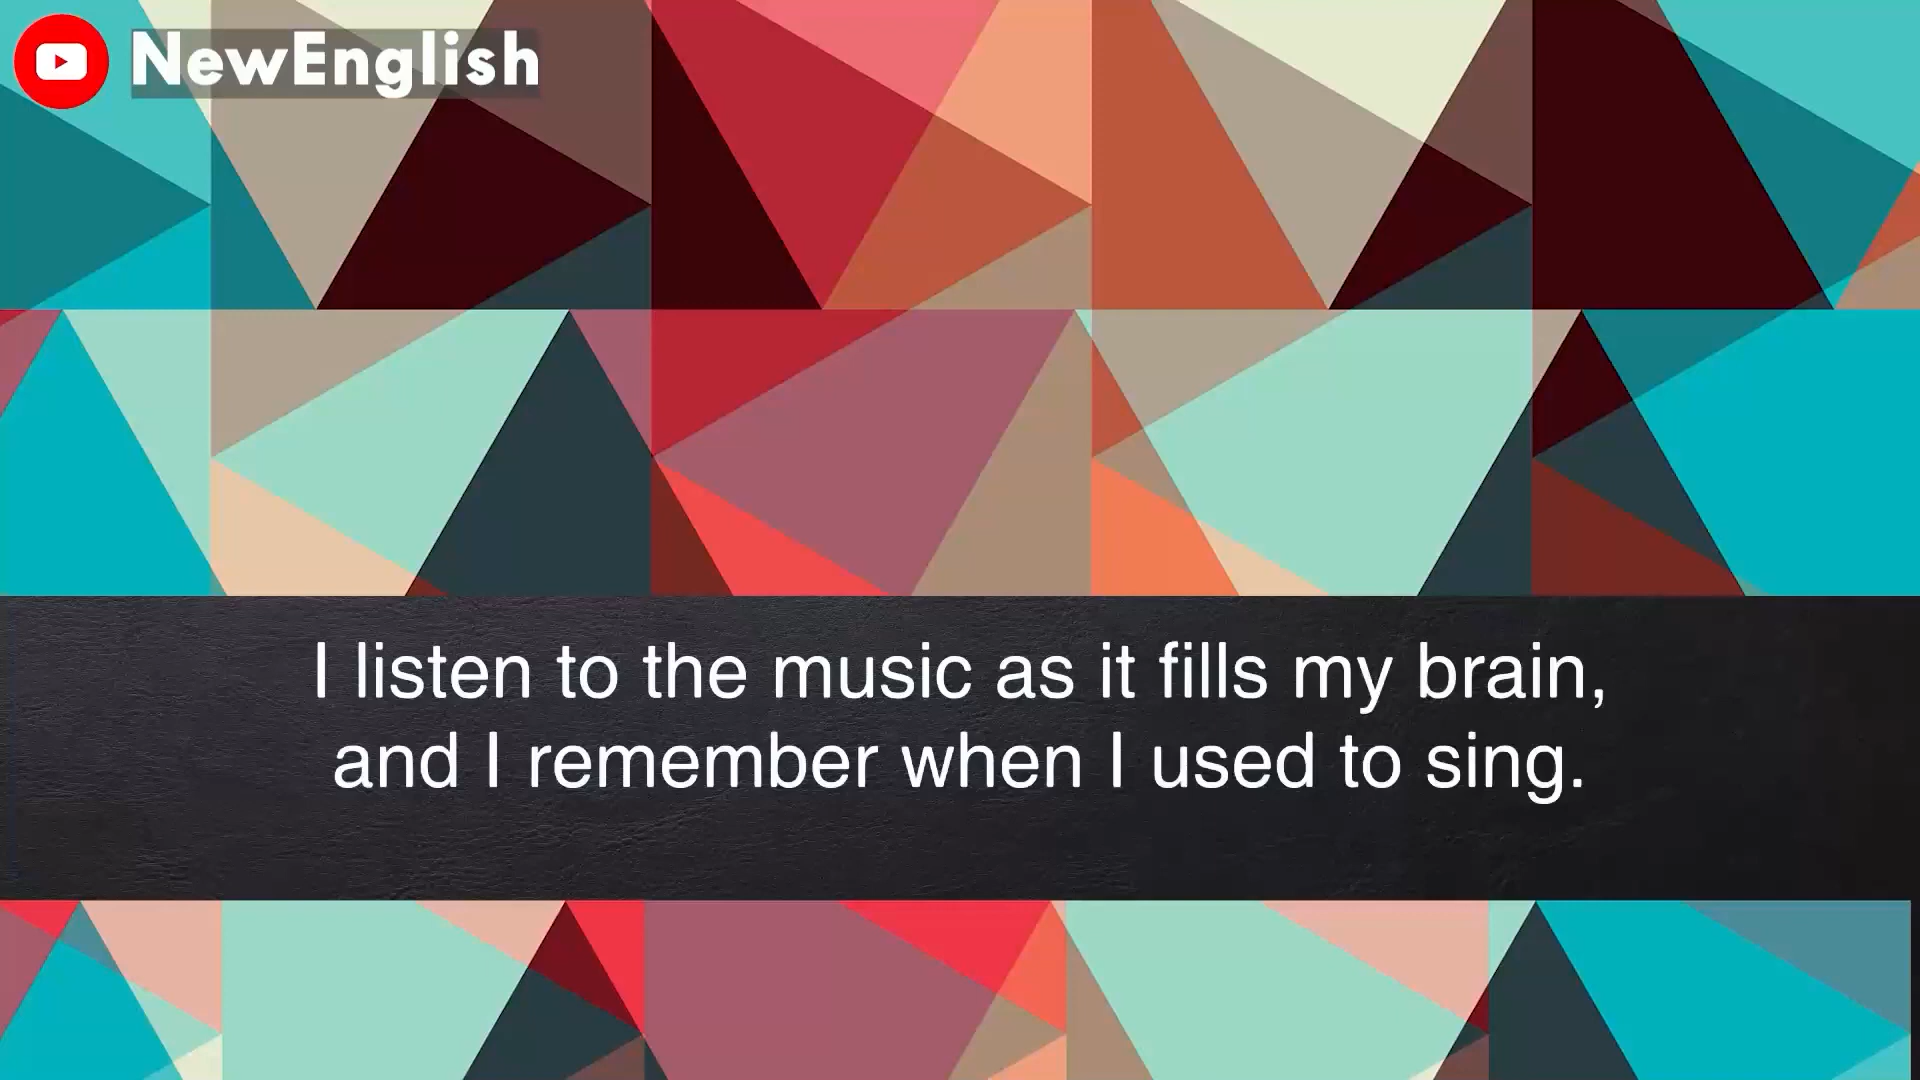 NewEnglish
I listen to the music as it fills my brain,
and I remember when I used to sing.